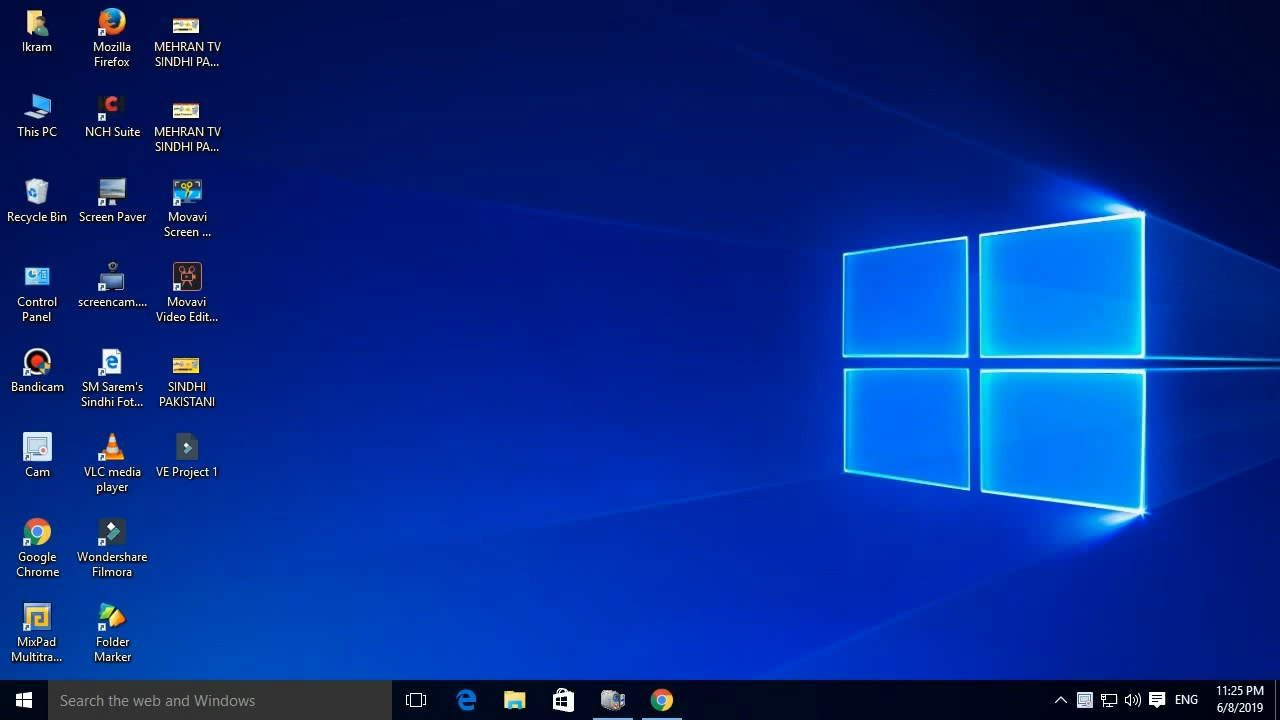 Ikram
Mozilla
Firefox
MEHRAN TV
SINDHI PA...
This PC
NCH Suite
MEHRAN TV
SINDHI PA...
Recycle Bin
Screen Paver
Movavi
Screen ...
Control
Panel
screencam....
Movavi
Video Edit...
Bandicam
SM Sarem's
Sindhi Fot...
SINDHI
PAKISTANI
Cam
VLC media
player
VE Project 1
Google
Chrome
Wondershare
Filmora
MixPad
Multitra...
Folder
Marker
Search the web and Windows
ENG
11:25 PM
6/8/2019